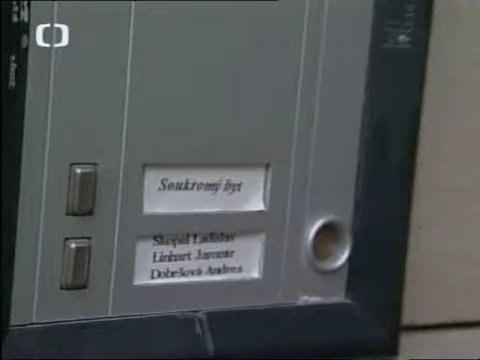 Soukromý byt
Skopal Ladislav
Linhart Jaromír
Dobešová Andrea